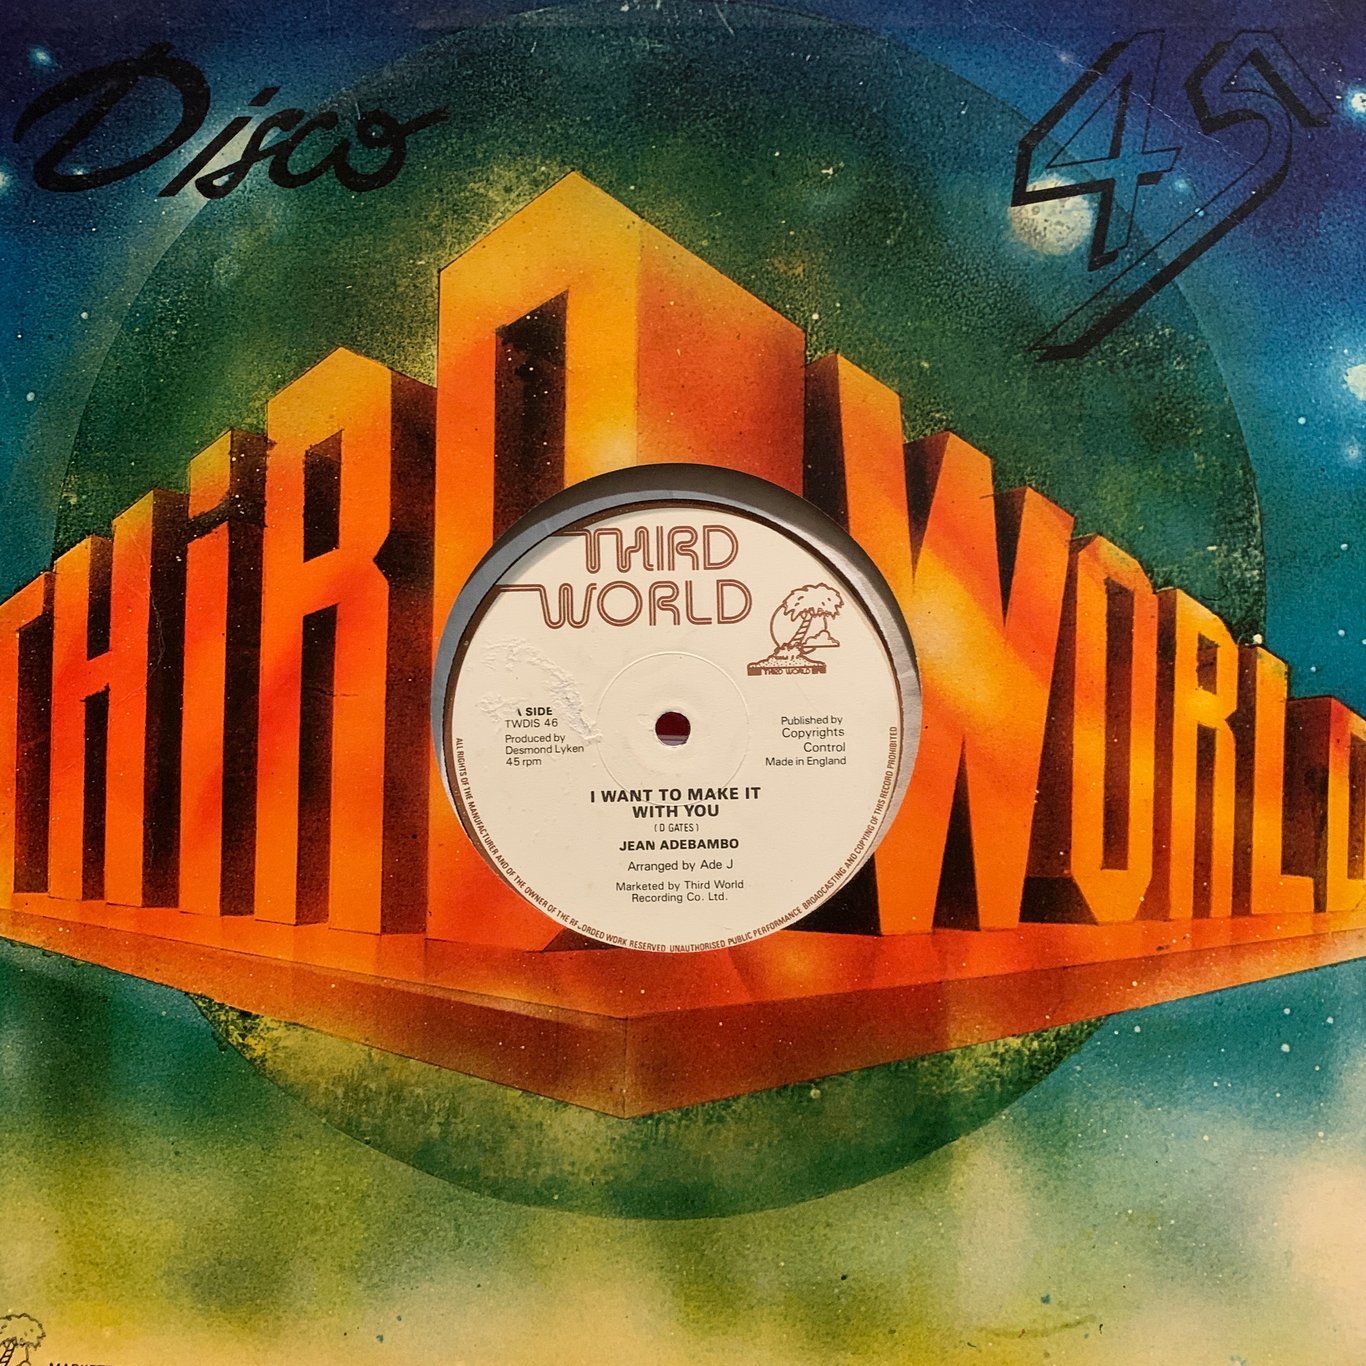 Disco
45
THiRD WORLD
THIRD
WORLD
THIRD WORLD
SIDE
TWDIS 46
Produced by
Desmond Lyken
45 rpm
Published by
Copyrights
Control
Made in England
I WANT TO MAKE IT
WITH YOU
(D GATES)
JEAN ADEBAMBO
Arranged by Ade J
Marketed by Third World
Recording Co. Ltd.
ALL RIGHTS OF THE MANUFACTURER AND OF THE OWNER OF THE RECORDED WORK RESERVED UNAUTHORISED PUBLIC PERFORMANCE BROADCASTING AND COPYING OF THIS RECORD PROHIBITED